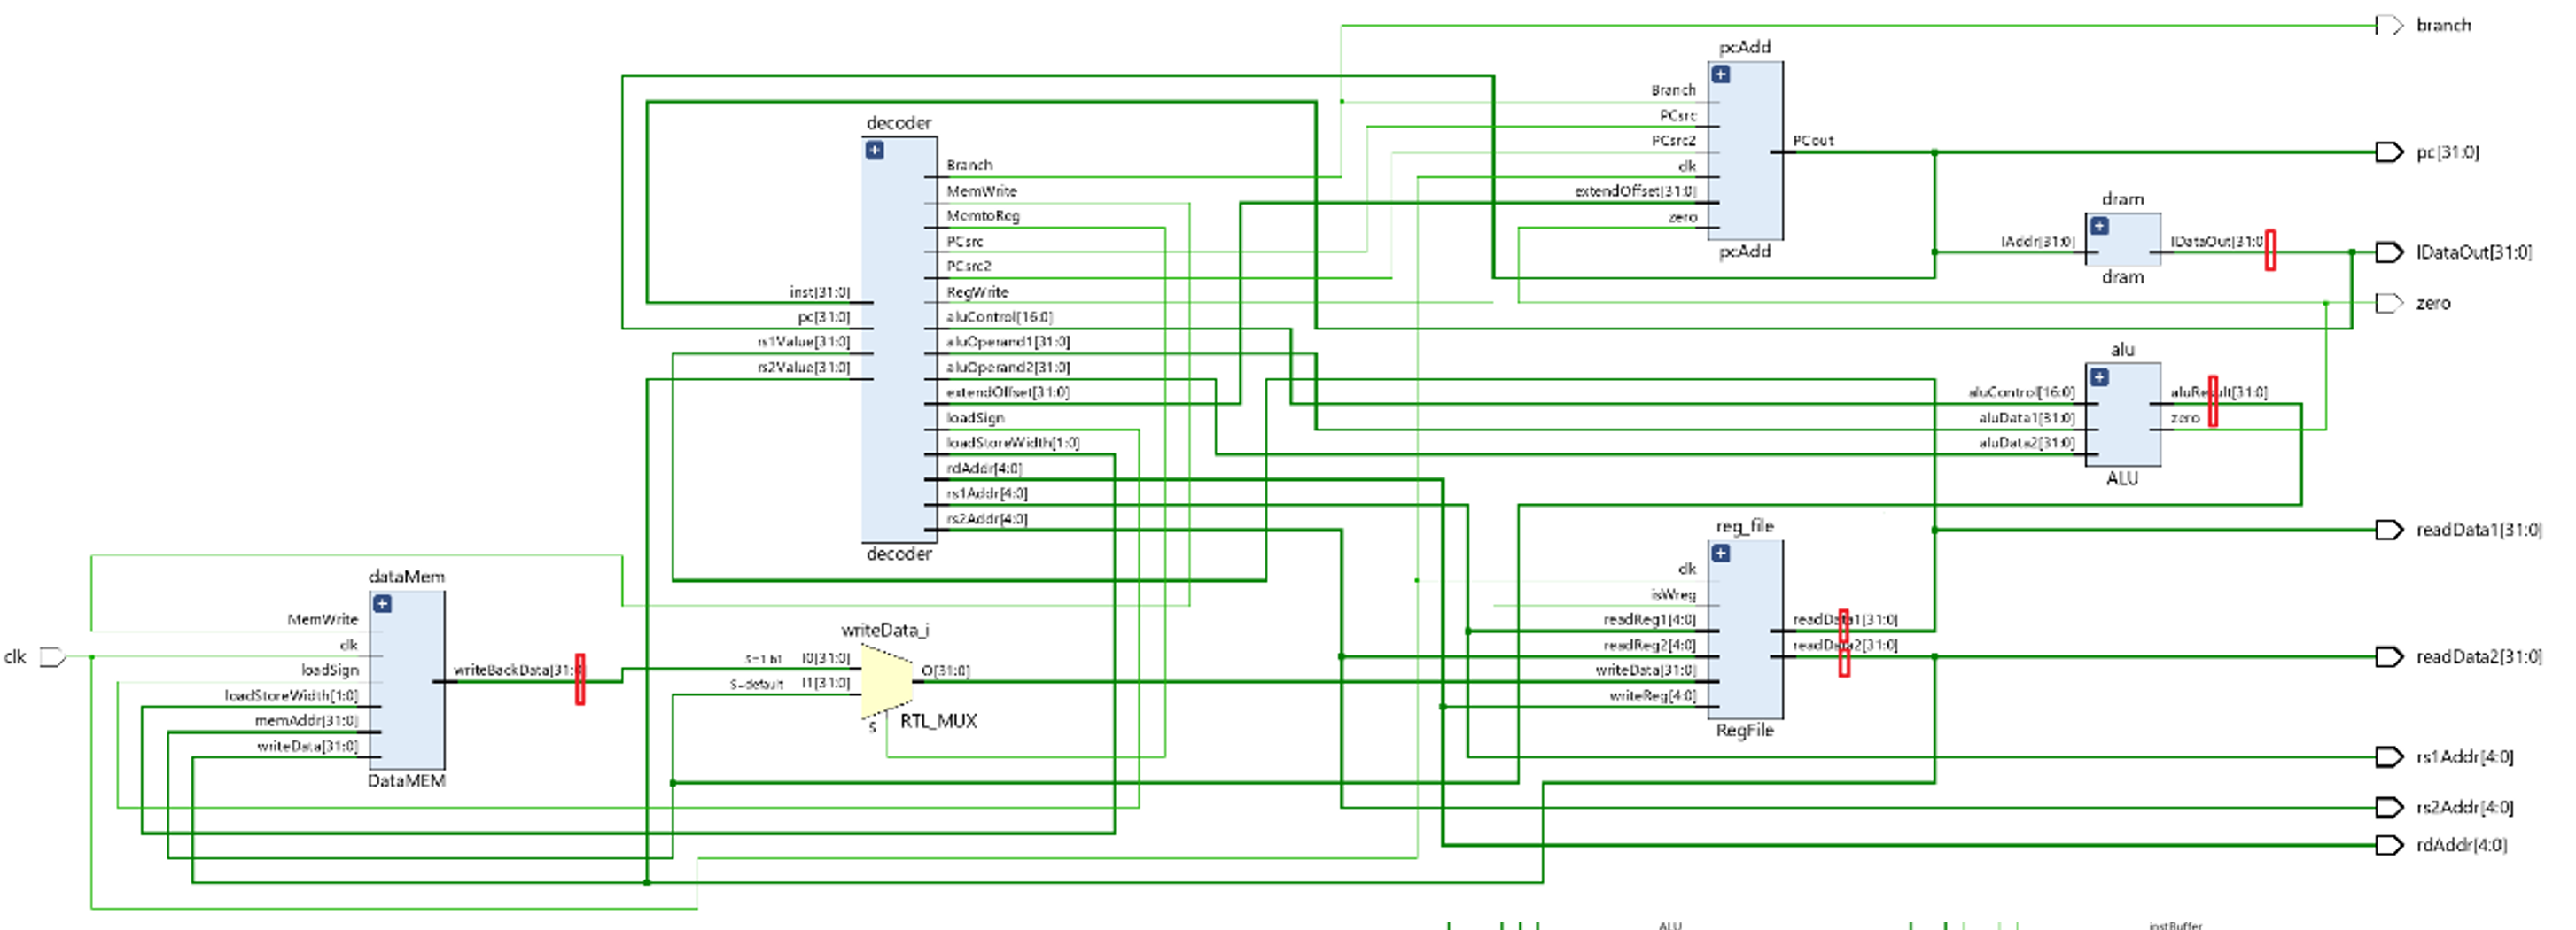 branch
pcAdd
Branch
PCsrc
PCsrc2
clk
extendOffset[31:0]
zero
PCout
pcAdd
pc[31:0]
dram
IAddr[31:0]
IDataOut[31:0
dram
IDataOut[31:0]
zero
decoder
inst[31:0]
pc[31:0]
rs1Value[31:0]
rs2Value[31:0]
Branch
MemWrite
MemtoReg
PCsrc
PCsrc2
RegWrite
aluControl[16:0]
aluOperand1[31:0]
aluOperand2[31:0]
extendOffset[31:0]
loadSign
loadStoreWidth[1:0]
rdAddr[4:0]
rs1Addr[4:0]
rs2Addr[4:0]
decoder
alu
aluControl[16:0]
aluData1[31:0]
aluData2[31:0]
aluResult[31:0]
zero
ALU
reg_file
clk
isWreg
readReg1[4:0]
readReg2[4:0]
writeData[31:0]
writeReg[4:0]
readData1[31:0]
readData2[31:0]
RegFile
readData1[31:0]
readData2[31:0]
rs1Addr[4:0]
rs2Addr[4:0]
rdAddr[4:0]
clk
dataMem
MemWrite
clk
loadSign
loadStoreWidth[1:0]
memAddr[31:0]
writeData[31:0]
writeBackData[31:
DataMEM
writeData_i
S=1'b1 I0[31:0]
S=default I1[31:0]
O[31:0]
S
RTL_MUX
ALU
instBuffer